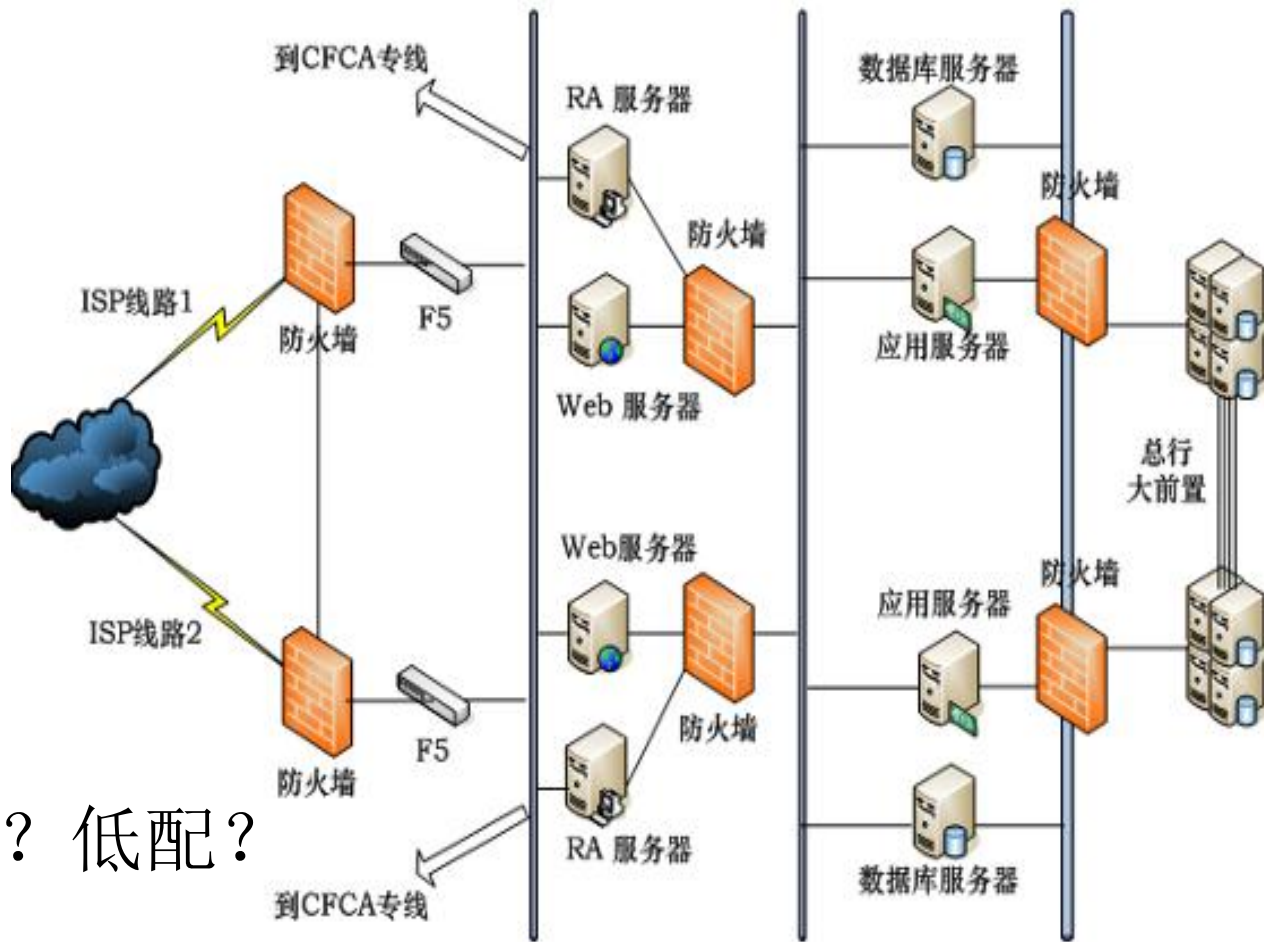 到CFCA专线
数据库服务器
RA 服务器
防火墙
防火墙
ISP线路1
F5
防火墙
应用服务器
Web 服务器
总行
大前置
Web服务器
防火墙
应用服务器
ISP线路2
防火墙
F5
防火墙
？低配？
RA 服务器
数据库服务器
到CFCA专线